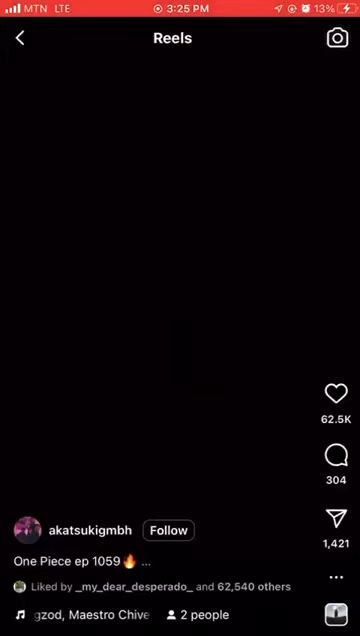 MTN LTE 3:25 PM 13%
Reels
62.5K
304
akatsukigmbh Follow
1,421
One Piece ep 1059🔥 ...
Liked by _my_dear_desperado_ and 62,540 others
gzod, Maestro Chive 2 people